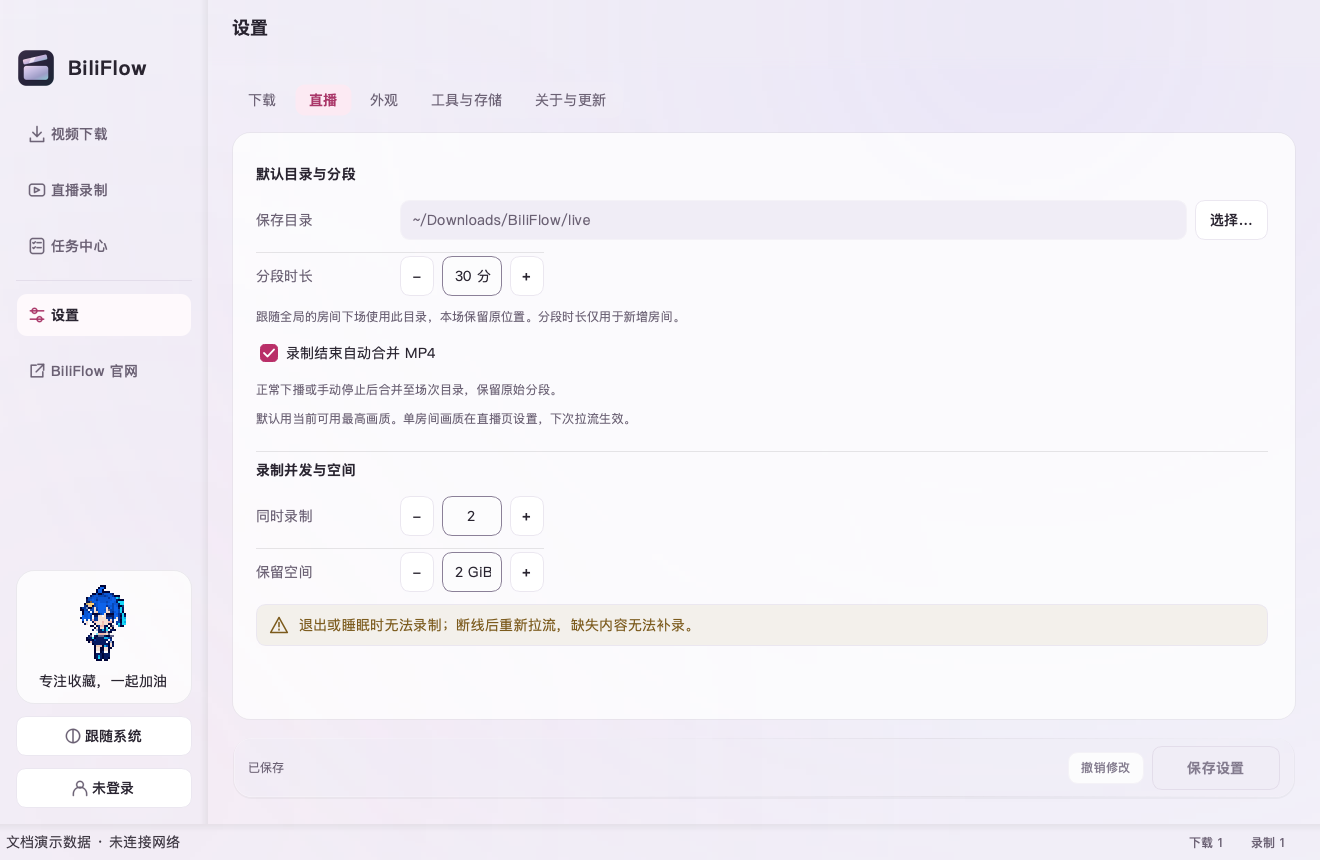 设置
BiliFlow
视频下载
直播录制
任务中心
设置
BiliFlow 官网
专注收藏，一起加油
跟随系统
未登录
下载 直播 外观 工具与存储 关于与更新
默认目录与分段
保存目录 ~/Downloads/BiliFlow/live 选择...
分段时长 − 30 分 +
跟随全局的房间下场使用此目录，本场保留原位置。分段时长仅用于新增房间。
录制结束自动合并 MP4
正常下播或手动停止后合并至场次目录，保留原始分段。
默认用当前可用最高画质。单房间画质在直播页设置，下次拉流生效。
录制并发与空间
同时录制 − 2 +
保留空间 − 2 GiB +
退出或睡眠时无法录制；断线后重新拉流，缺失内容无法补录。
已保存 撤销修改 保存设置
文档演示数据 · 未连接网络 下载 1 录制 1